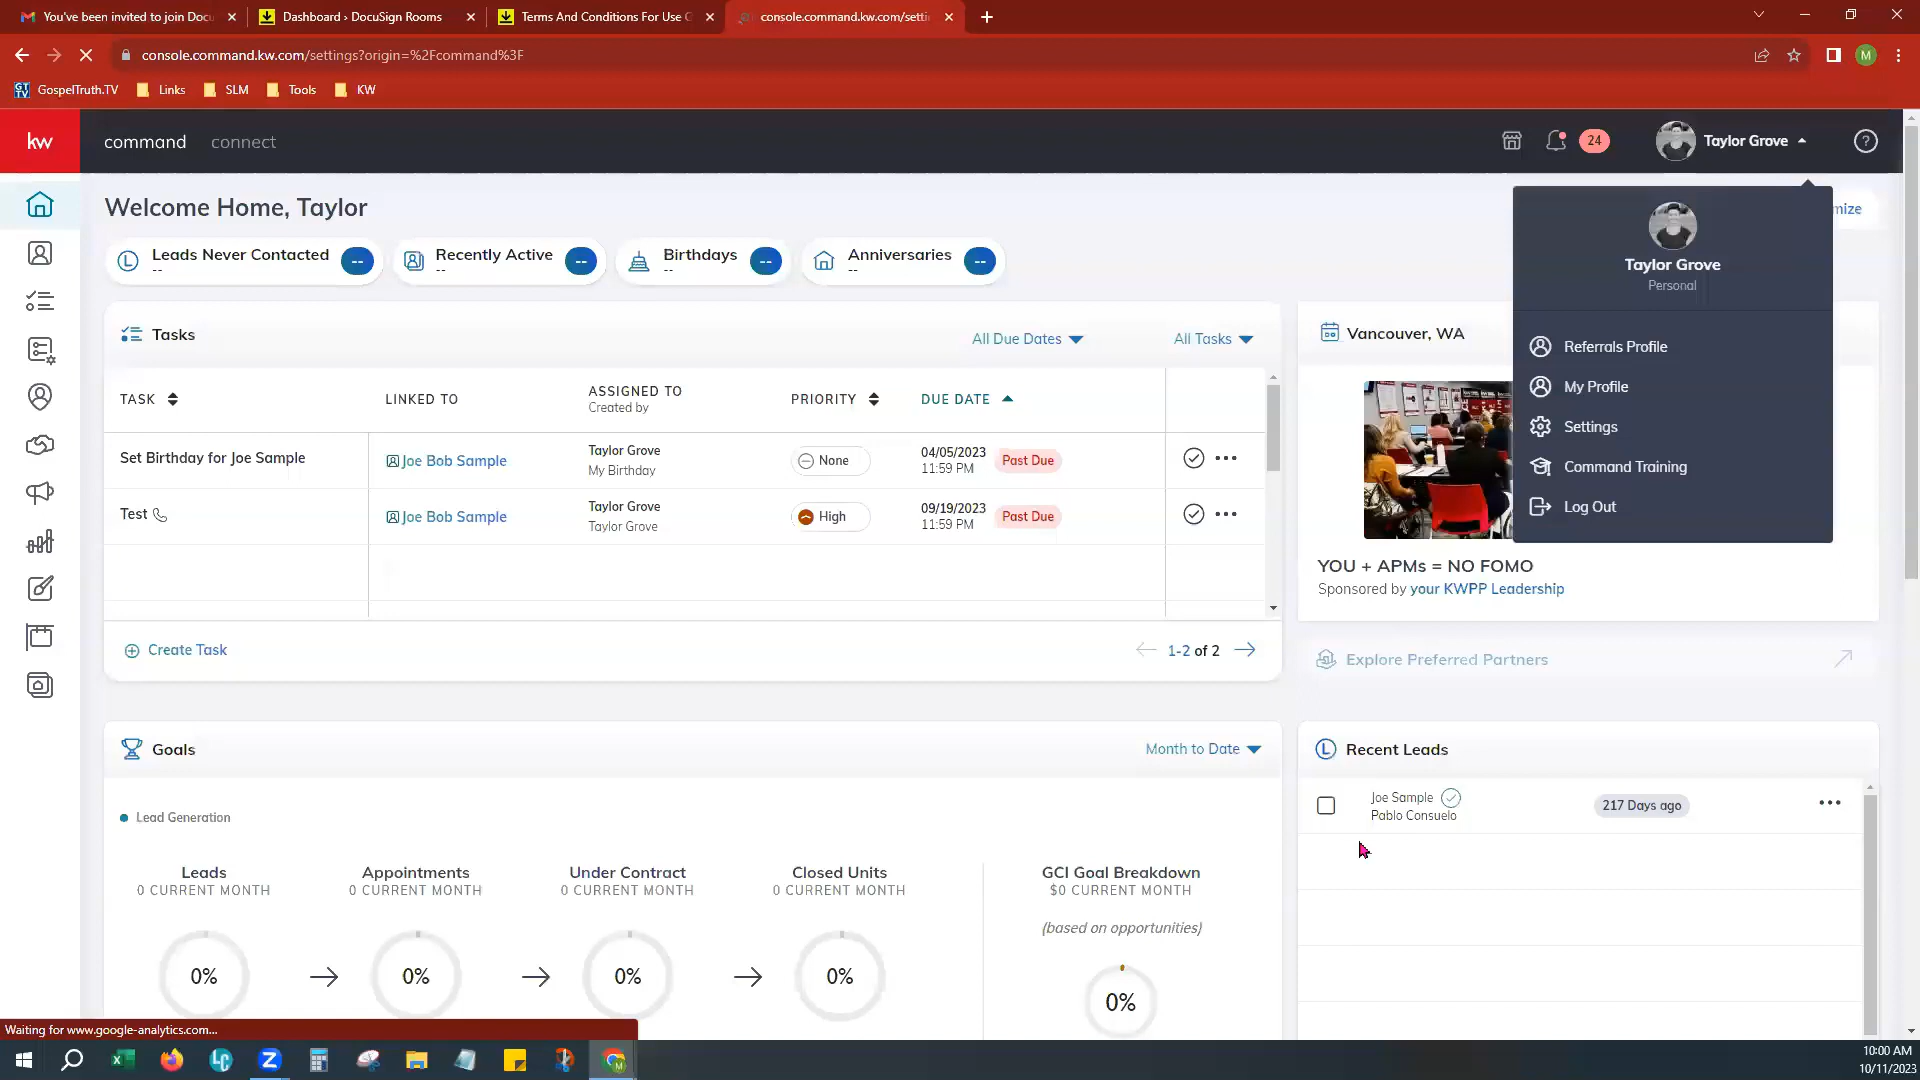 You've been invited to join Docu
Dashboard › DocuSign Rooms
Terms And Conditions For Use
console.command.kw.com/setti
console.command.kw.com/settings?origin=%2Fcommand%3F
M
GT TV
GospelTruth.TV
Links
SLM
Tools
KW
kw
command
connect
24
Taylor Grove
?
Welcome Home, Taylor
mize
Leads Never Contacted
--
--
Recently Active
--
--
Birthdays
--
--
Anniversaries
--
--
Taylor Grove
Personal
Referrals Profile
My Profile
Settings
Command Training
Log Out
Tasks
All Due Dates
All Tasks
TASK
LINKED TO
ASSIGNED TO
Created by
PRIORITY
DUE DATE
Set Birthday for Joe Sample
Joe Bob Sample
Taylor Grove
My Birthday
None
04/05/2023
11:59 PM
Past Due
Test
Joe Bob Sample
Taylor Grove
Taylor Grove
High
09/19/2023
11:59 PM
Past Due
Create Task
1-2 of 2
Vancouver, WA
YOU + APMs = NO FOMO
Sponsored by your KWPP Leadership
Explore Preferred Partners
Goals
Month to Date
Lead Generation
Leads
0 CURRENT MONTH
0%
Appointments
0 CURRENT MONTH
0%
Under Contract
0 CURRENT MONTH
0%
Closed Units
0 CURRENT MONTH
0%
GCI Goal Breakdown
$0 CURRENT MONTH
(based on opportunities)
0%
Recent Leads
Joe Sample
Pablo Consuelo
217 Days ago
Waiting for www.google-analytics.com...
10:00 AM
10/11/2023